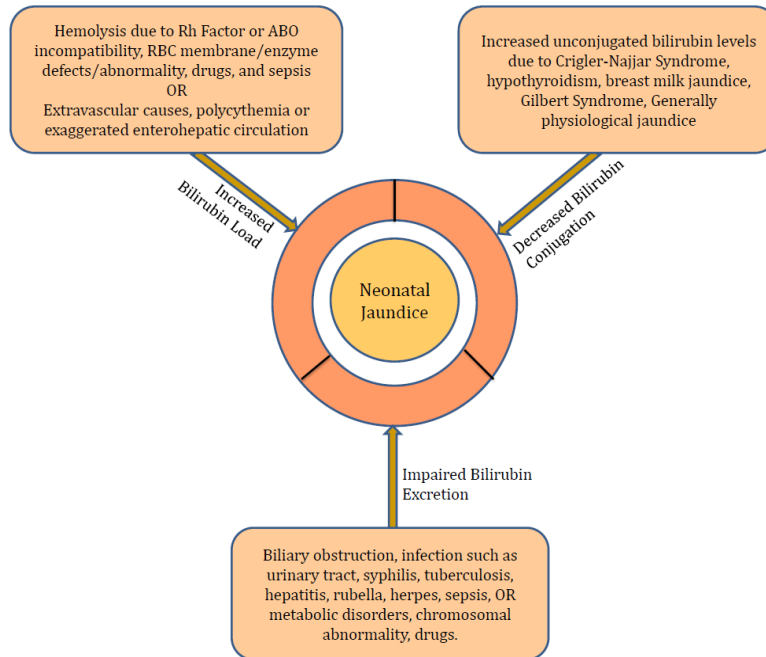 Hemolysis due to Rh Factor or ABO
incompatibility, RBC membrane/enzyme
defects/abnormality, drugs, and sepsis
OR
Extravascular causes, polycythemia or
exaggerated enterohepatic circulation
Increased unconjugated bilirubin levels
due to Crigler-Najjar Syndrome,
hypothyroidism, breast milk jaundice,
Gilbert Syndrome, Generally
physiological jaundice
Increased
Bilirubin Load
Decreased Bilirubin
Conjugation
Neonatal
Jaundice
Impaired Bilirubin
Excretion
Biliary obstruction, infection such as
urinary tract, syphilis, tuberculosis,
hepatitis, rubella, herpes, sepsis, OR
metabolic disorders, chromosomal
abnormality, drugs.